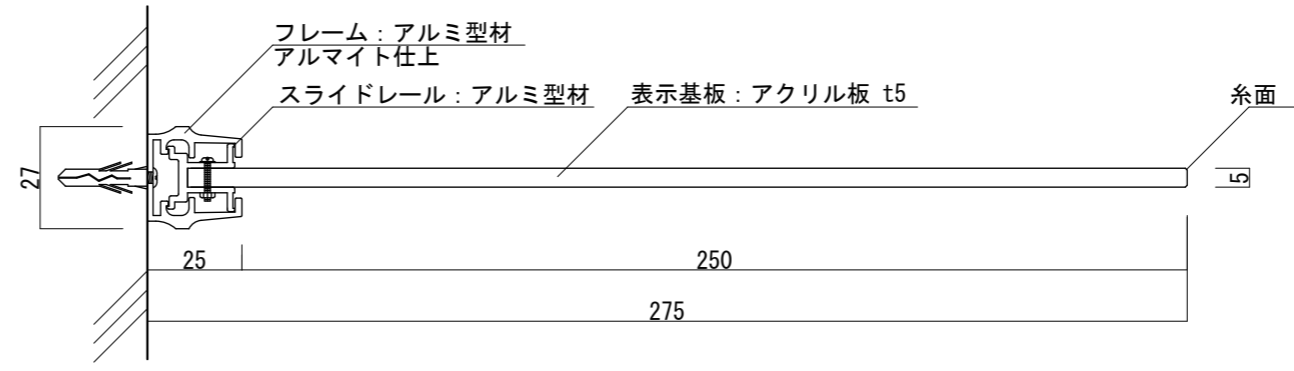 フレーム：アルミ型材
アルマイト仕上
スライドレール：アルミ型材
表示基板：アクリル板 t5
糸面
27
5
25
250
275